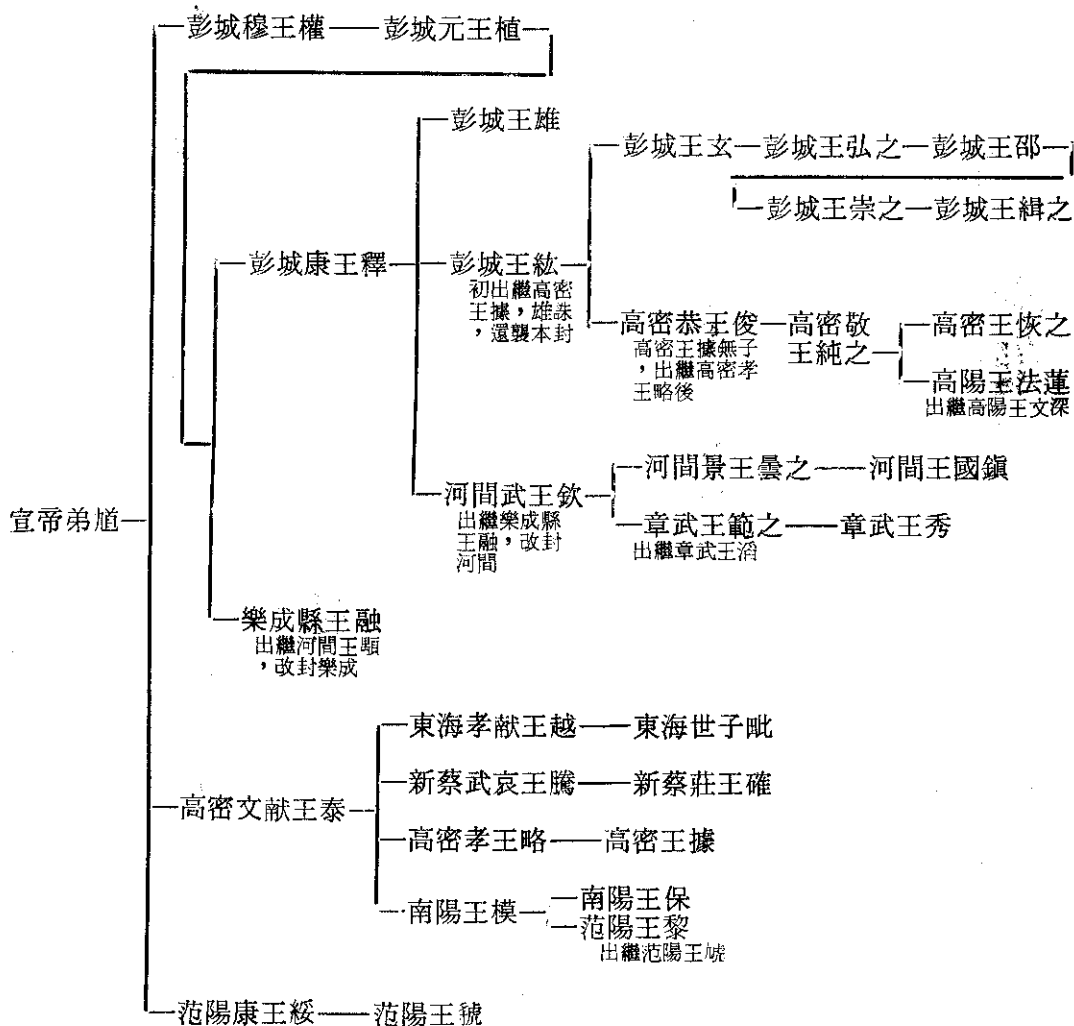 彭城穆王權 彭城元王植
彭城王雄
彭城王玄 彭城王弘之 彭城王邵
彭城王崇之 彭城王緝之
彭城康王釋 彭城王紘
初出繼高密
王據，雄誅
，還襲本封
高密恭王俊 高密敬
王純之
高密王恢之
高密王據無子
，出繼高密孝
王略後
高陽王法蓮
出繼高陽王文深
河間景王曇之 河間王國鎭
河間武王欽
出繼樂成縣
王融，改封
河間
章武王範之 章武王秀
出繼章武王滔
宣帝弟馗
樂成縣王融
出繼河間王顒
，改封樂成
東海孝献王越 東海世子毗
新蔡武哀王騰 新蔡莊王確
高密文献王泰
高密孝王略 高密王據
南陽王模 南陽王保
范陽王黎
出繼范陽王虓
范陽康王綏 范陽王虓